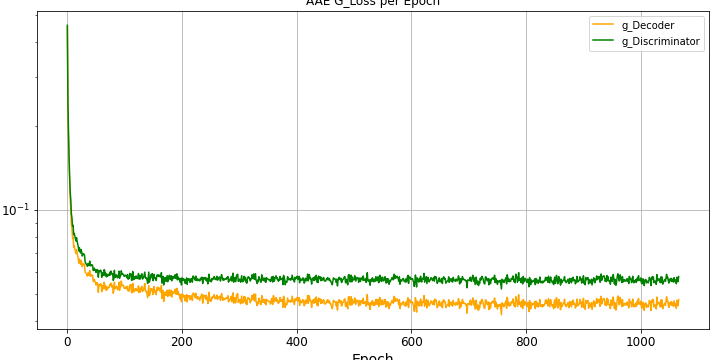 AAE G_Loss per Epoch
g_Decoder
g_Discriminator
10⁻¹
0 200 400 600 800 1000
Epoch